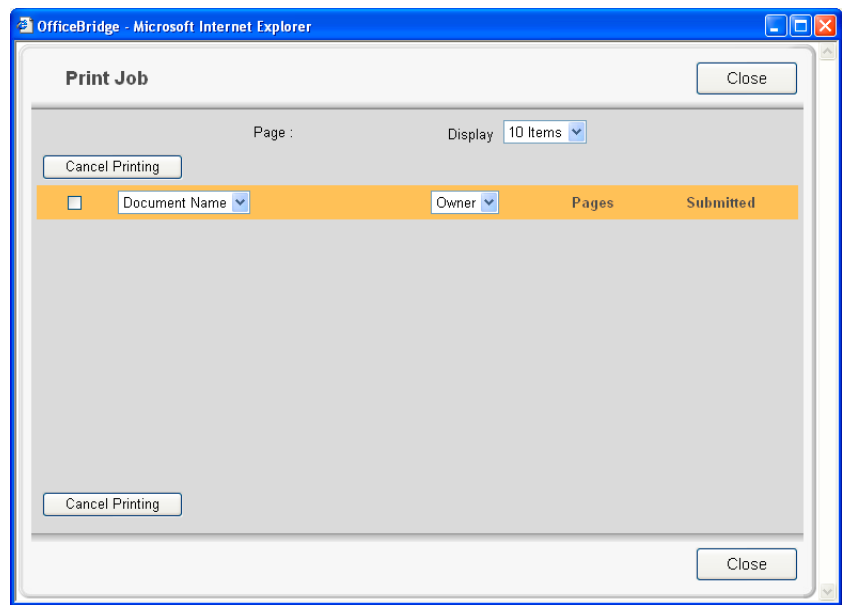 OfficeBridge - Microsoft Internet Explorer
Print Job Close
Page : Display 10 Items
Cancel Printing
Document Name Owner Pages Submitted
Cancel Printing
Close